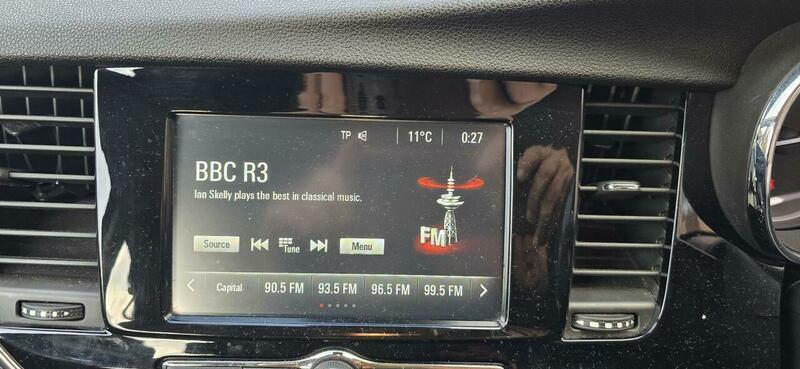 TP 11°C 0:27
BBC R3
Ian Skelly plays the best in classical music.
FM
Source Tune Menu
Capital 90.5 FM 93.5 FM 96.5 FM 99.5 FM